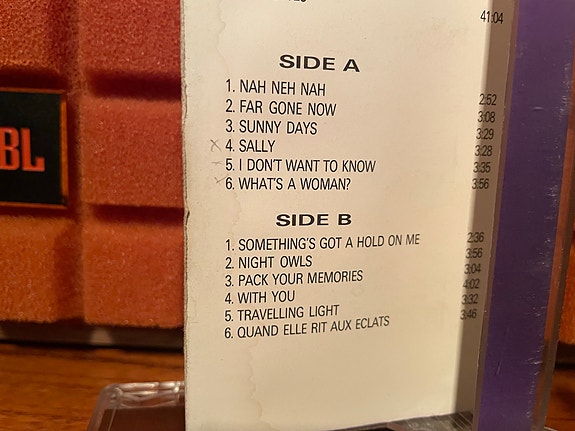 41:04
SIDE A
1. NAH NEH NAH 2:52
2. FAR GONE NOW 3:08
3. SUNNY DAYS 3:29
4. SALLY 3:28
5. I DON'T WANT TO KNOW 3:35
6. WHAT'S A WOMAN? 3:56
SIDE B
1. SOMETHING'S GOT A HOLD ON ME 2:36
2. NIGHT OWLS 3:56
3. PACK YOUR MEMORIES 3:04
4. WITH YOU 4:02
5. TRAVELLING LIGHT 3:32
6. QUAND ELLE RIT AUX ECLATS 3:46
BL